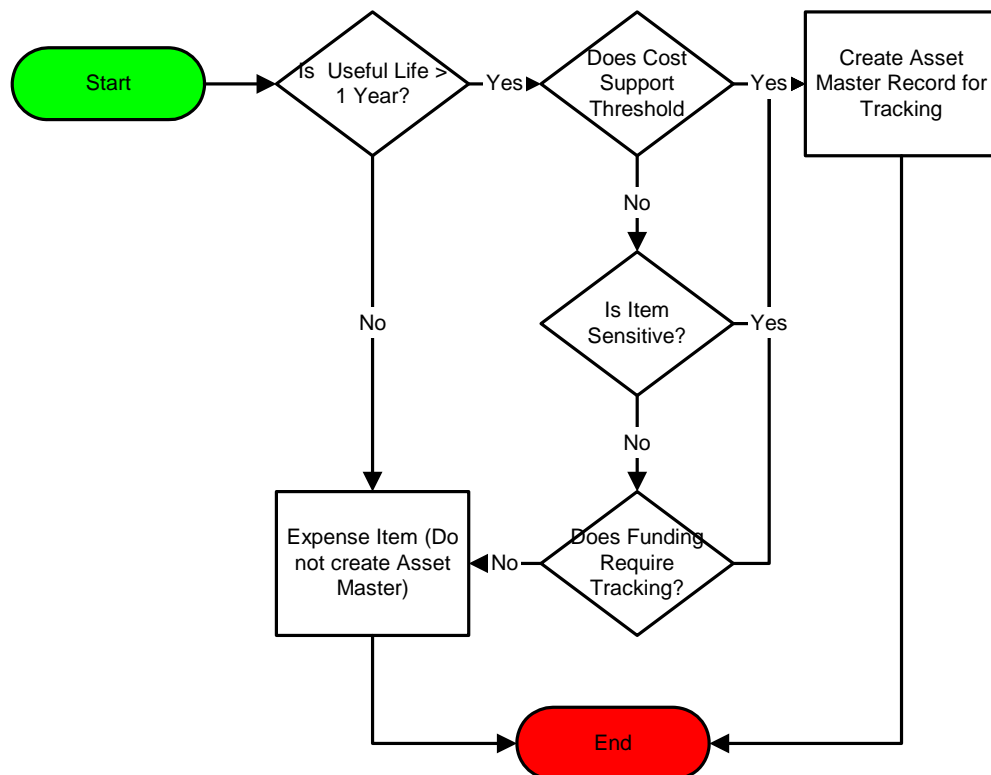 Start
Is Useful Life >
1 Year?
Yes
Does Cost
Support
Threshold
Yes
Create Asset
Master Record for
Tracking
No
No
Is Item
Sensitive?
Yes
No
Expense Item (Do
not create Asset
Master)
No
Does Funding
Require
Tracking?
End